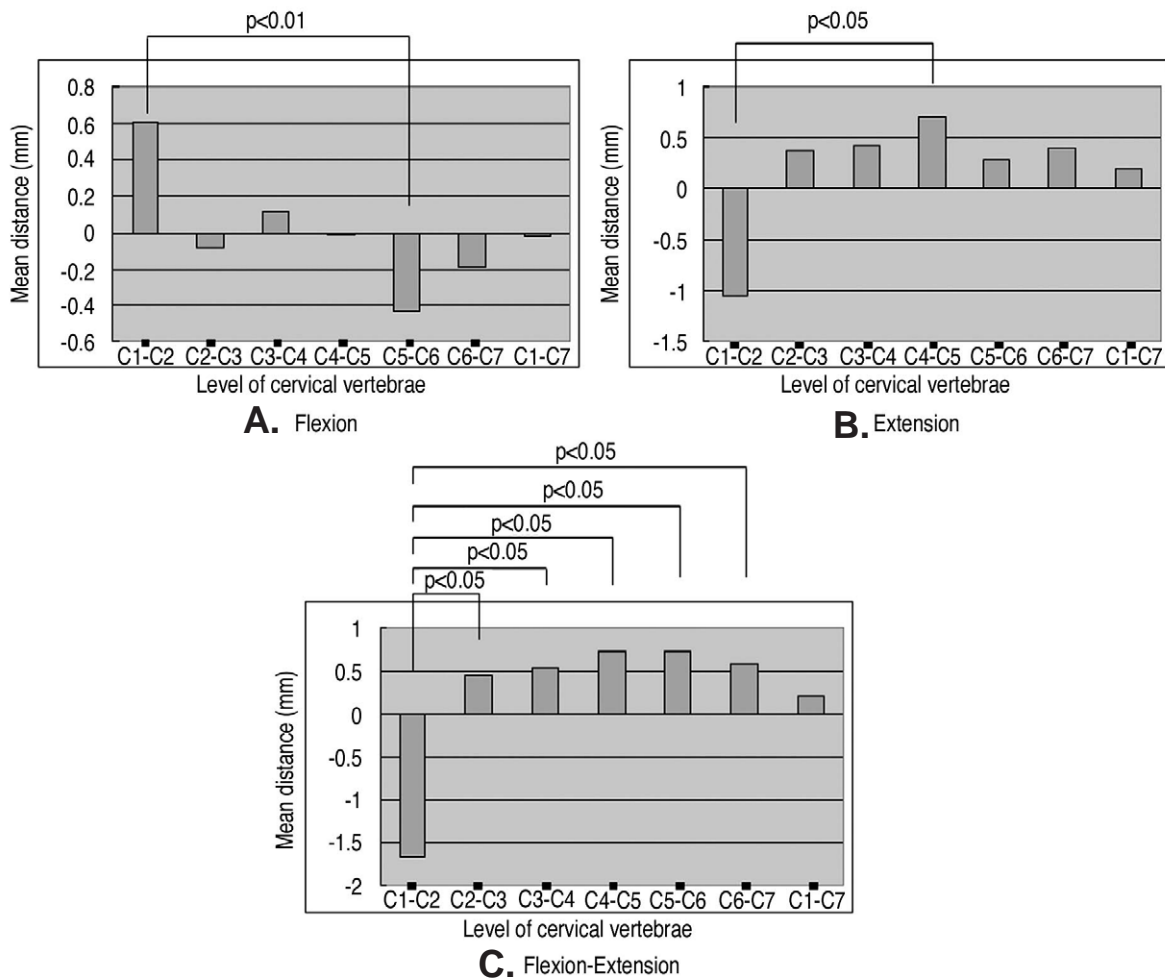 p<0.01
Mean distance (mm)
0.8
0.6
0.4
0.2
0
-0.2
-0.4
-0.6
C1-C2 C2-C3 C3-C4 C4-C5 C5-C6 C6-C7 C1-C7
Level of cervical vertebrae
A. Flexion
p<0.05
Mean distance (mm)
1
0.5
0
-0.5
-1
-1.5
C1-C2 C2-C3 C3-C4 C4-C5 C5-C6 C6-C7 C1-C7
Level of cervical vertebrae
B. Extension
p<0.05
p<0.05
p<0.05
p<0.05
p<0.05
Mean distance (mm)
1
0.5
0
-0.5
-1
-1.5
-2
C1-C2 C2-C3 C3-C4 C4-C5 C5-C6 C6-C7 C1-C7
Level of cervical vertebrae
C. Flexion-Extension